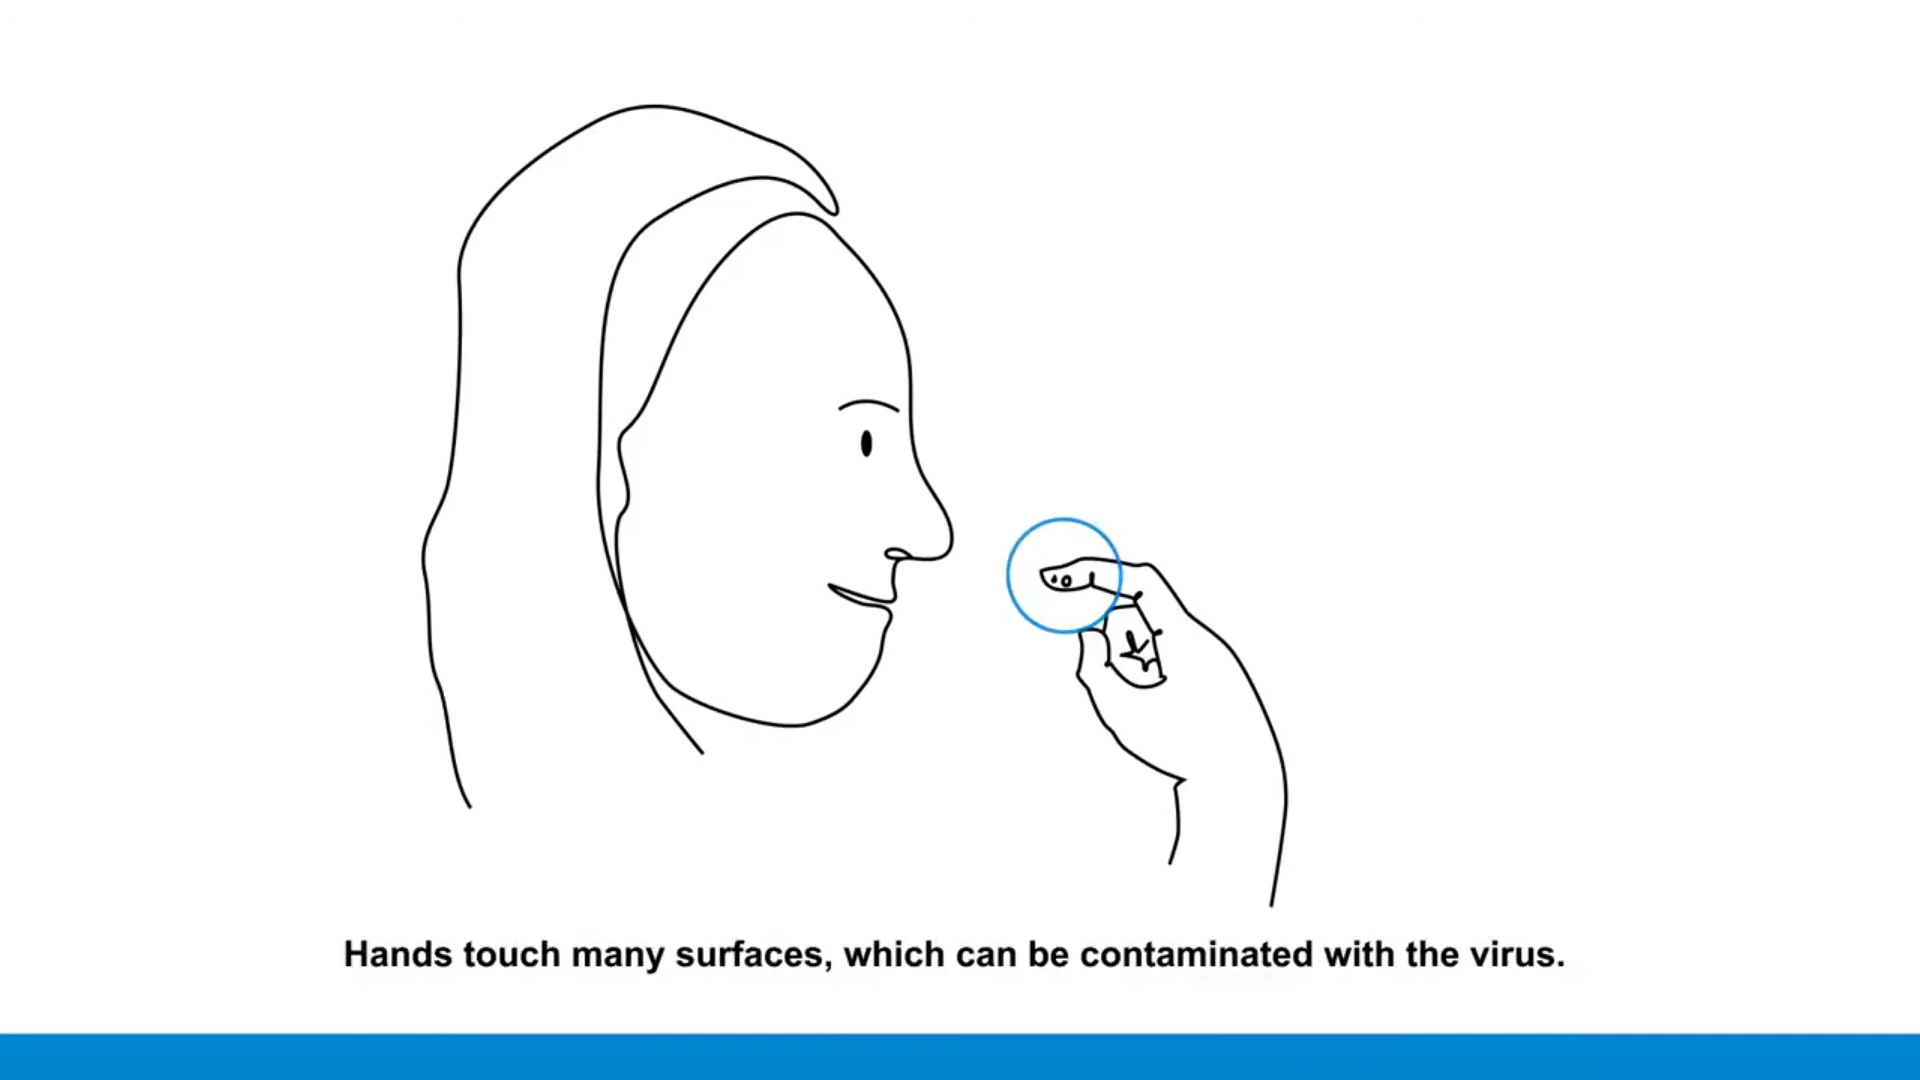 Hands touch many surfaces, which can be contaminated with the virus.